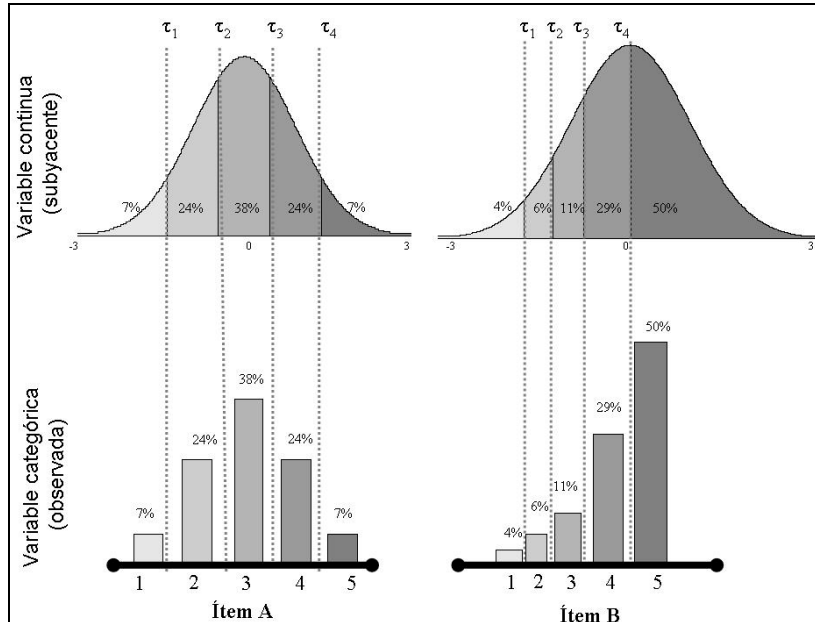 τ1 τ2 τ3 τ4
τ1 τ2 τ3 τ4
Variable continua
(subyacente)
7% 24% 38% 24% 7%
-3 0 3
4% 6% 11% 29% 50%
-3 0 3
Variable categórica
(observada)
7% 24% 38% 24% 7%
1 2 3 4 5
Ítem A
4% 6% 11% 29% 50%
1 2 3 4 5
Ítem B